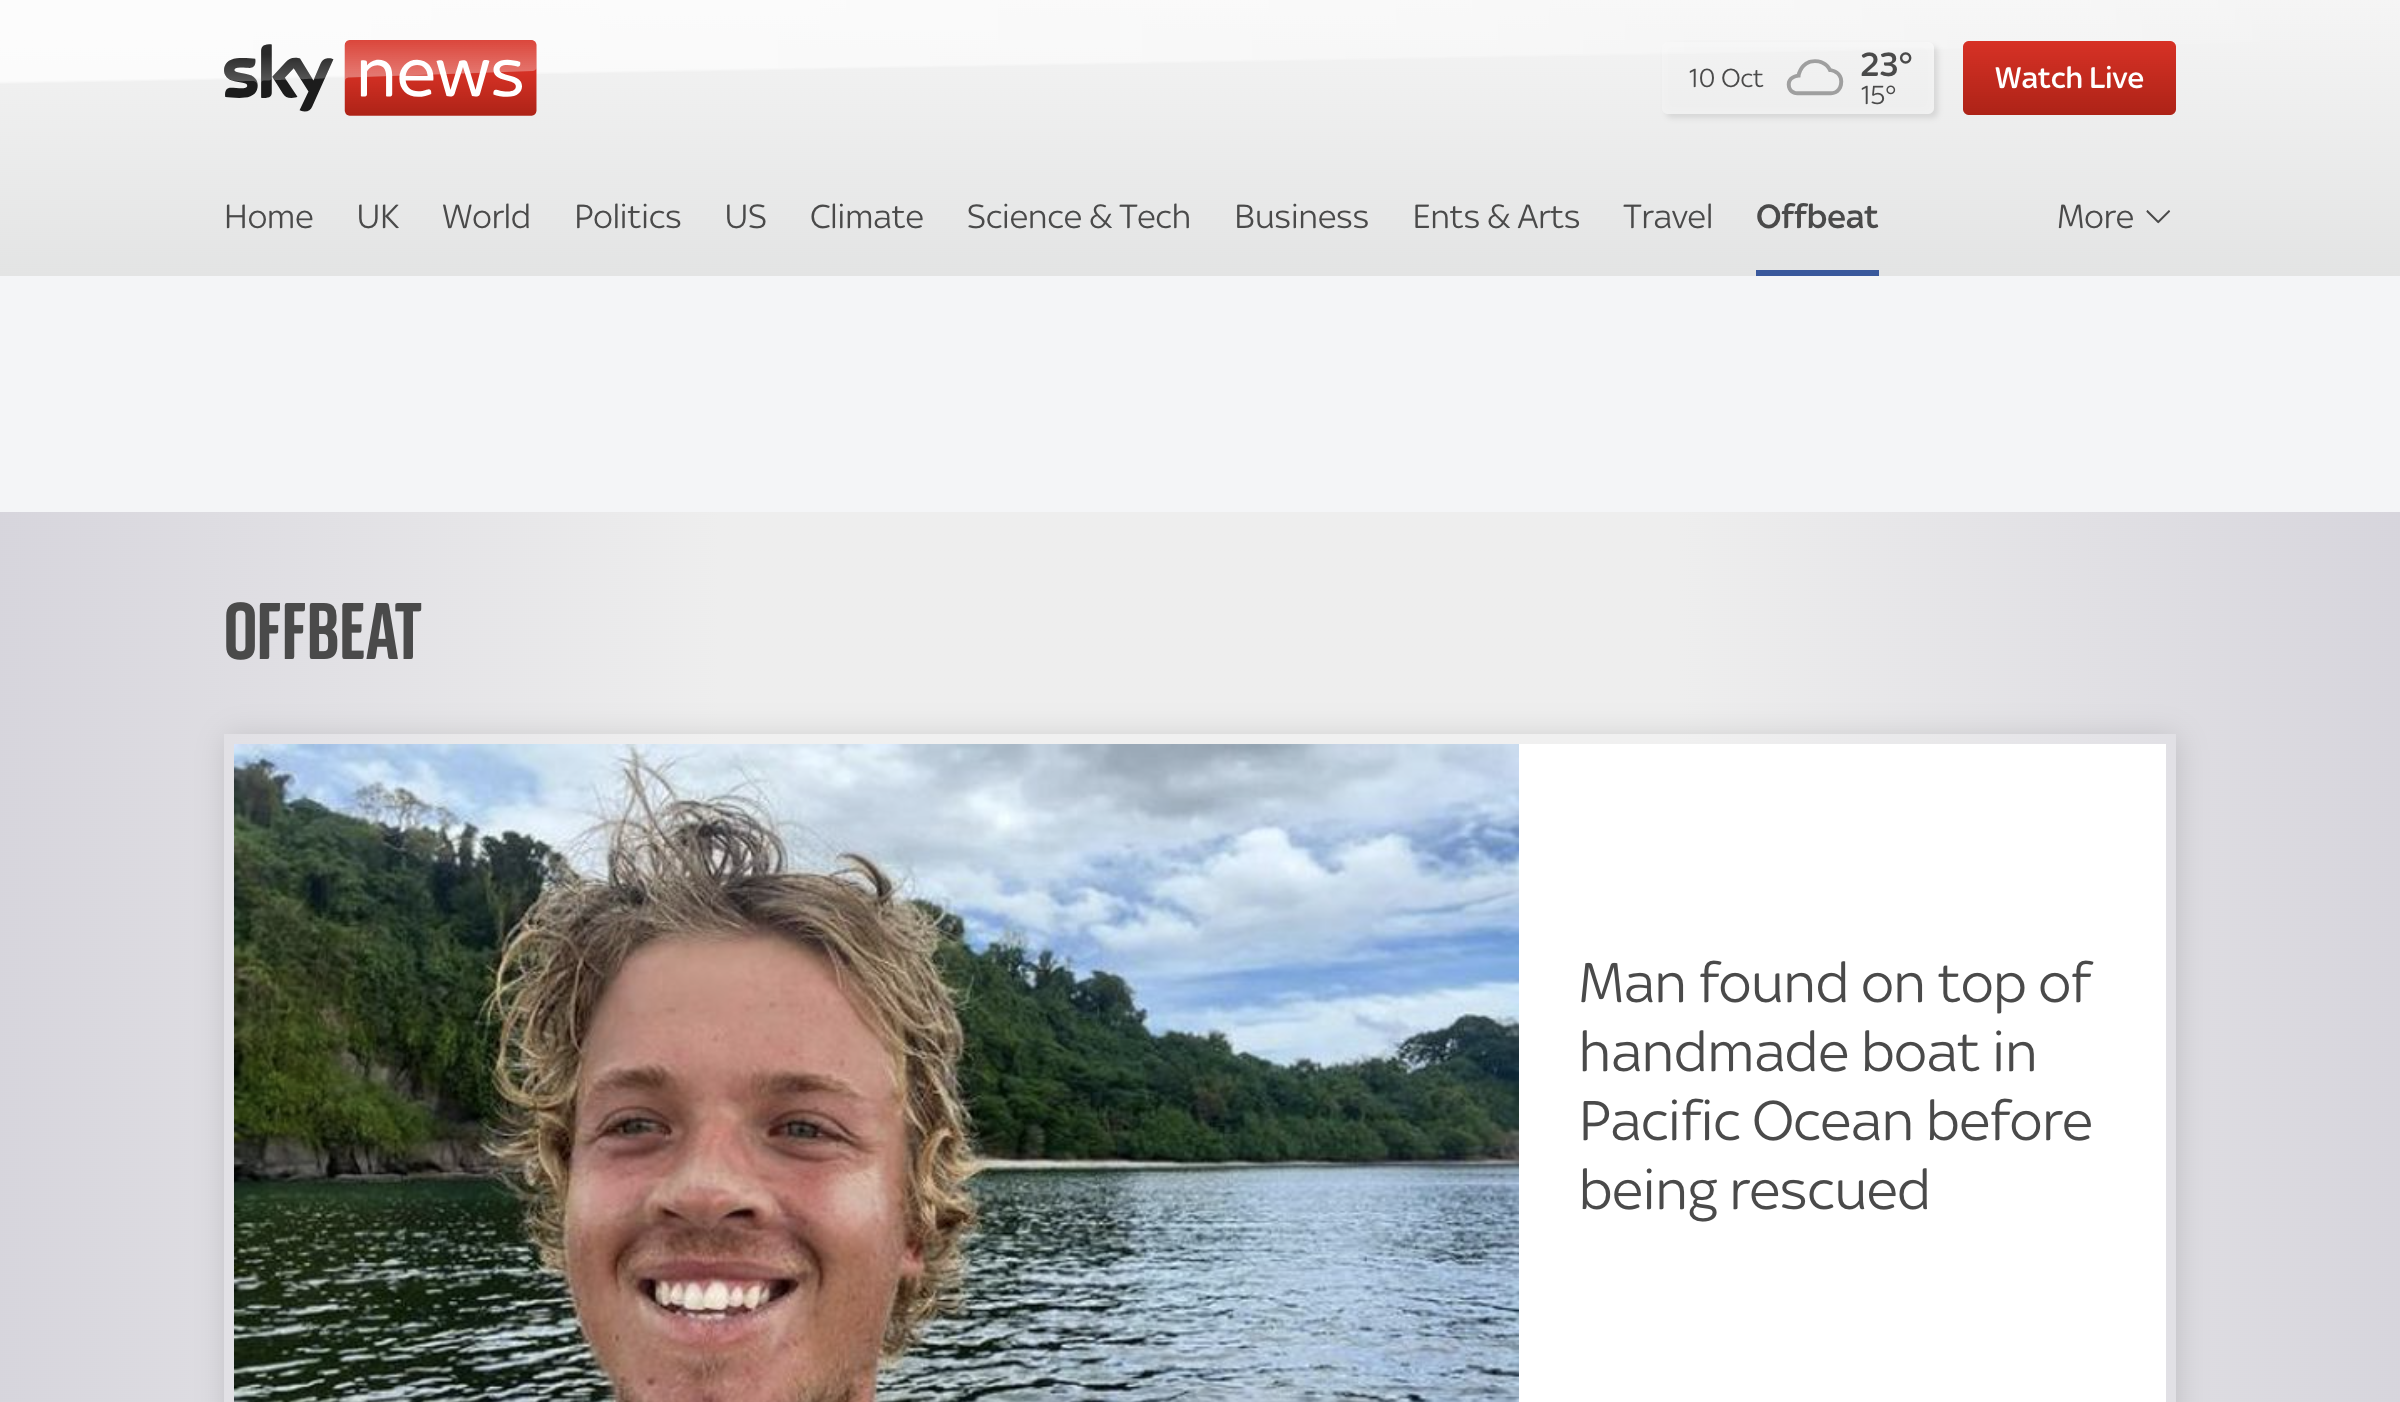 sky news
10 Oct 23° 15°
Watch Live
Home UK World Politics US Climate Science & Tech Business Ents & Arts Travel Offbeat More
OFFBEAT
Man found on top of
handmade boat in
Pacific Ocean before
being rescued